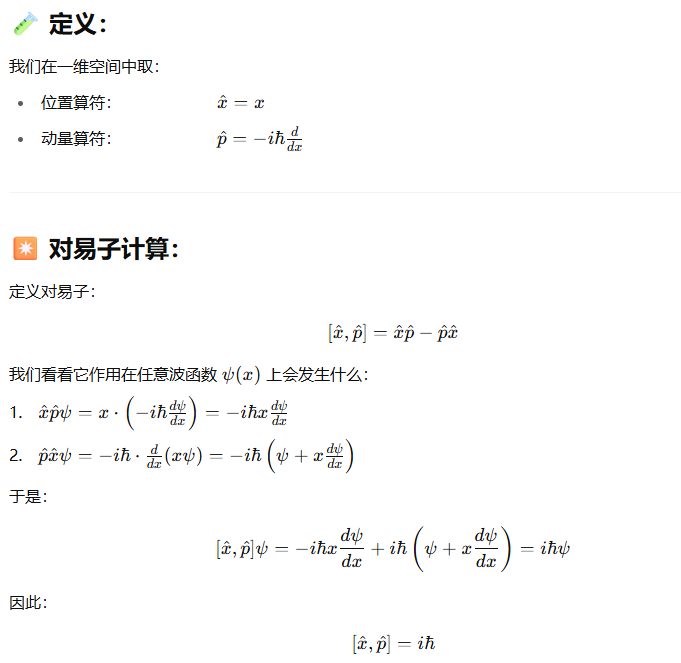 🧪 定义：
我们在一维空间中取：
• 位置算符： $\hat{x} = x$
• 动量算符： $\hat{p} = -i\hbar\frac{d}{dx}$
💥 对易子计算：
定义对易子：
$[\hat{x}, \hat{p}] = \hat{x}\hat{p} - \hat{p}\hat{x}$
我们看看它作用在任意波函数 $\psi(x)$ 上会发生什么：
1. $\hat{x}\hat{p}\psi = x \cdot \left(-i\hbar\frac{d\psi}{dx}\right) = -i\hbar x\frac{d\psi}{dx}$
2. $\hat{p}\hat{x}\psi = -i\hbar \cdot \frac{d}{dx}(x\psi) = -i\hbar\left(\psi + x\frac{d\psi}{dx}\right)$
于是：
$[\hat{x}, \hat{p}]\psi = -i\hbar x\frac{d\psi}{dx} + i\hbar\left(\psi + x\frac{d\psi}{dx}\right) = i\hbar\psi$
因此：
$[\hat{x}, \hat{p}] = i\hbar$